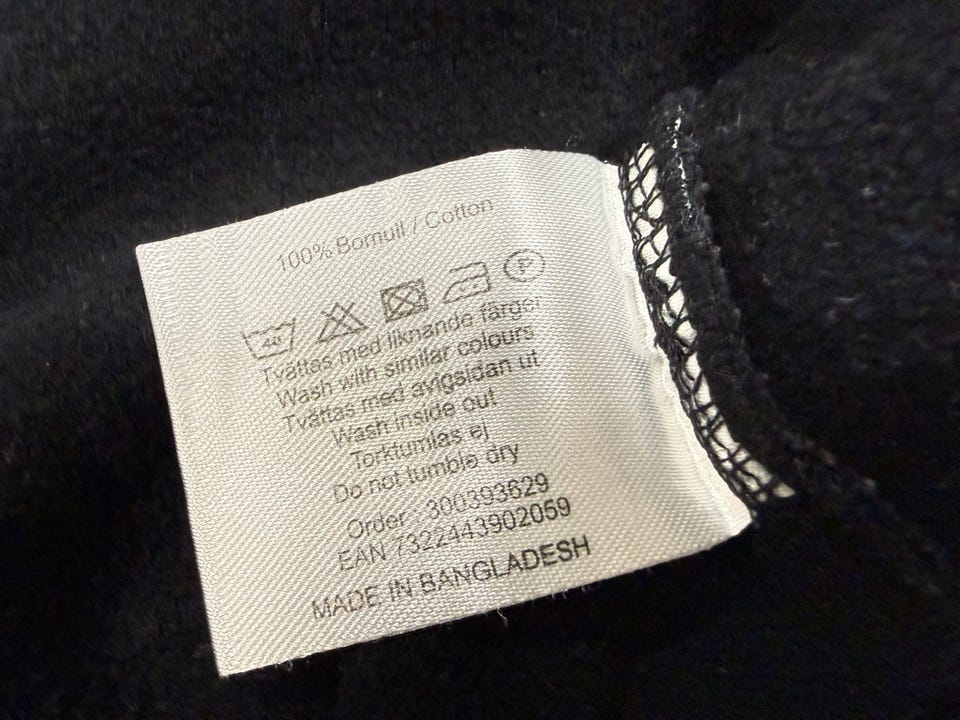 100% Bomull / Cotton
40 P
Tvättas med liknande färger
Wash with similar colours
Tvättas med avigsidan ut
Wash inside out
Torktumlas ej
Do not tumble dry
Order : 300393629
EAN 7322443902059
MADE IN BANGLADESH